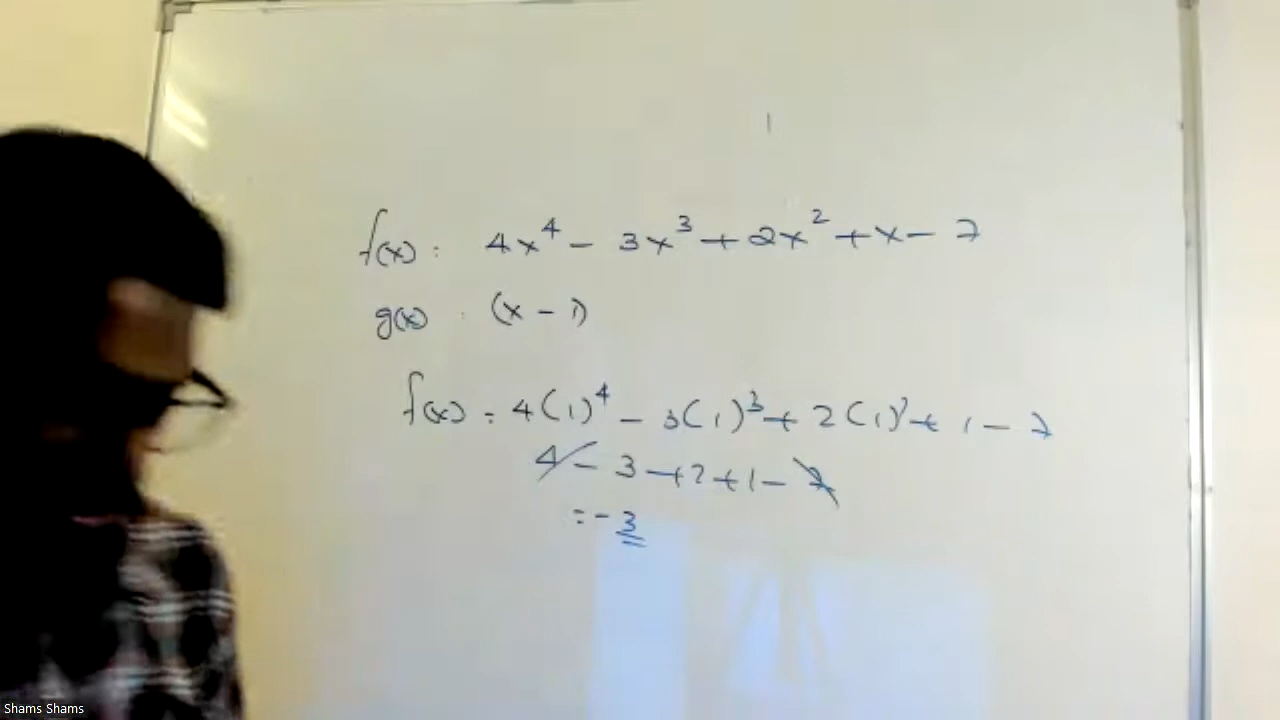 f(x) : 4x⁴ - 3x³ + 2x² + x - 7
g(x) : (x - 1)
f(x) = 4(1)⁴ - 3(1)³ + 2(1)² + 1 - 7
4 - 3 + 2 + 1 - 7
= - 3
Shams Shams